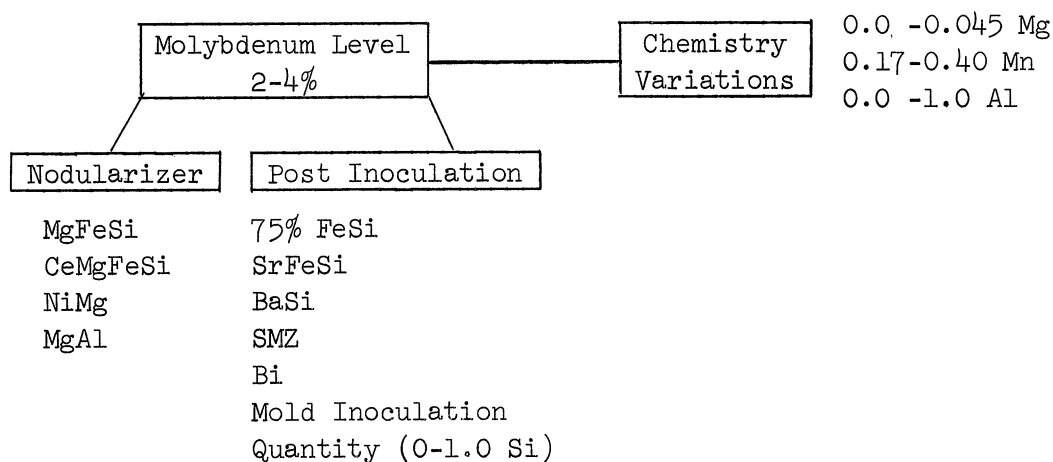 Molybdenum Level
2-4%
Chemistry
Variations
0.0 -0.045 Mg
0.17-0.40 Mn
0.0 -1.0 Al
Nodularizer
MgFeSi
CeMgFeSi
NiMg
MgAl
Post Inoculation
75% FeSi
SrFeSi
BaSi
SMZ
Bi
Mold Inoculation
Quantity (0-1.0 Si)